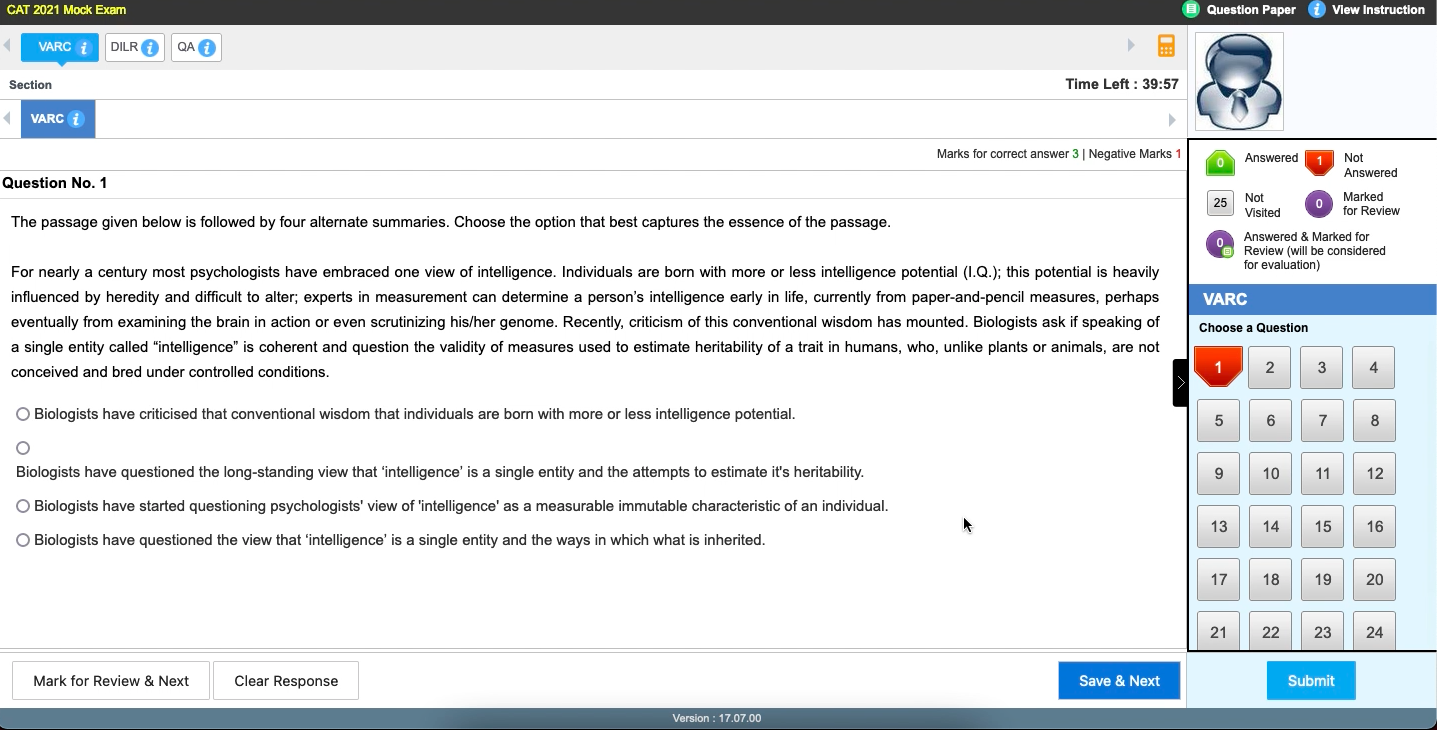 CAT 2021 Mock Exam
Question Paper
i View Instruction
VARC i
DILR i
QA i
Section
Time Left : 39:57
VARC i
Marks for correct answer 3 | Negative Marks 1
Question No. 1
The passage given below is followed by four alternate summaries. Choose the option that best captures the essence of the passage.
For nearly a century most psychologists have embraced one view of intelligence. Individuals are born with more or less intelligence potential (I.Q.); this potential is heavily
influenced by heredity and difficult to alter; experts in measurement can determine a person's intelligence early in life, currently from paper-and-pencil measures, perhaps
eventually from examining the brain in action or even scrutinizing his/her genome. Recently, criticism of this conventional wisdom has mounted. Biologists ask if speaking of
a single entity called “intelligence” is coherent and question the validity of measures used to estimate heritability of a trait in humans, who, unlike plants or animals, are not
conceived and bred under controlled conditions.
Biologists have criticised that conventional wisdom that individuals are born with more or less intelligence potential.
Biologists have questioned the long-standing view that ‘intelligence’ is a single entity and the attempts to estimate it's heritability.
Biologists have started questioning psychologists' view of 'intelligence' as a measurable immutable characteristic of an individual.
Biologists have questioned the view that ‘intelligence’ is a single entity and the ways in which what is inherited.
Mark for Review & Next
Clear Response
Save & Next
Version : 17.07.00
0 Answered
1 Not
Answered
25 Not
Visited
0 Marked
for Review
0 Answered & Marked for
Review (will be considered
for evaluation)
VARC
Choose a Question
1 2 3 4
5 6 7 8
9 10 11 12
13 14 15 16
17 18 19 20
21 22 23 24
Submit